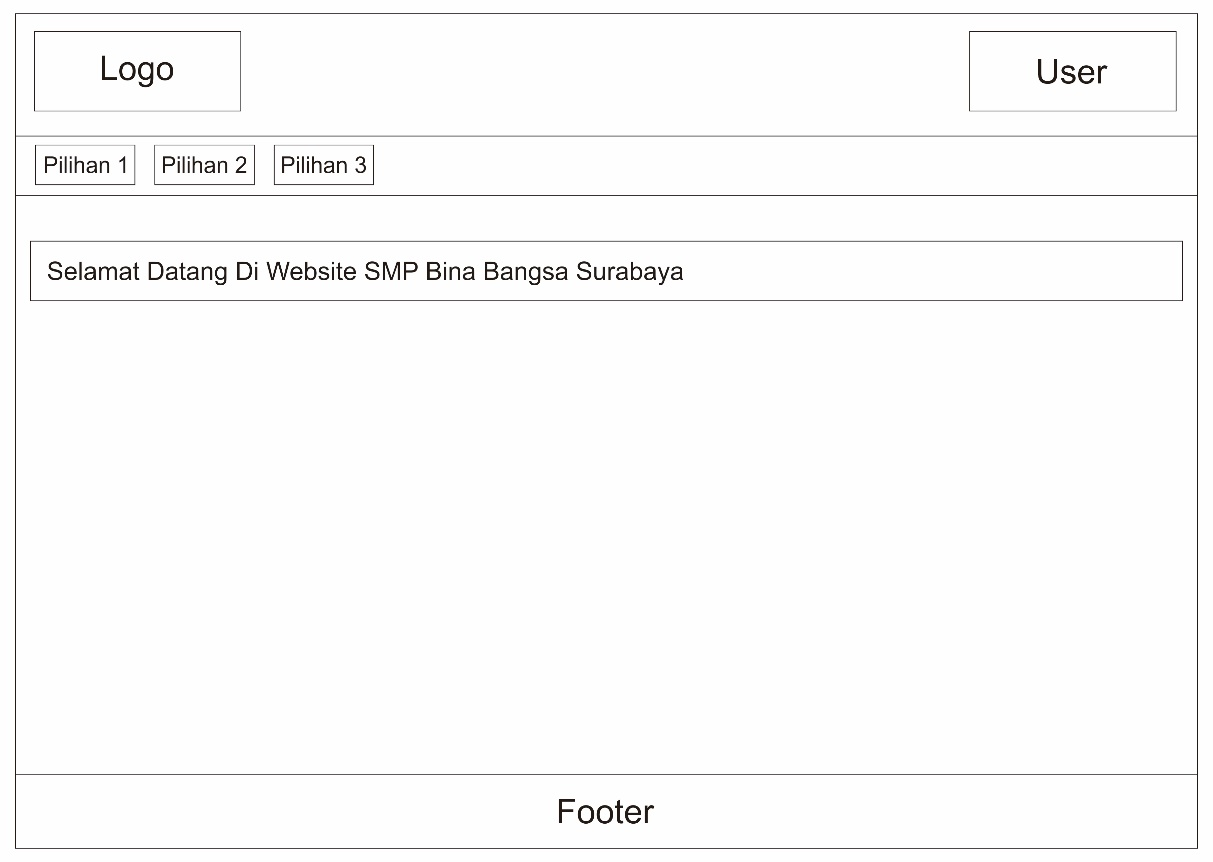 Logo
User
Pilihan 1
Pilihan 2
Pilihan 3
Selamat Datang Di Website SMP Bina Bangsa Surabaya
Footer